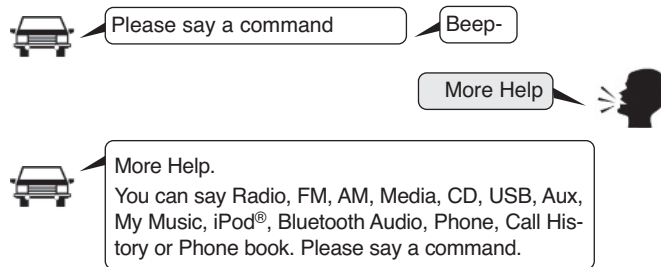 Please say a command
Beep-
More Help
More Help.
You can say Radio, FM, AM, Media, CD, USB, Aux,
My Music, iPod®, Bluetooth Audio, Phone, Call His-
tory or Phone book. Please say a command.